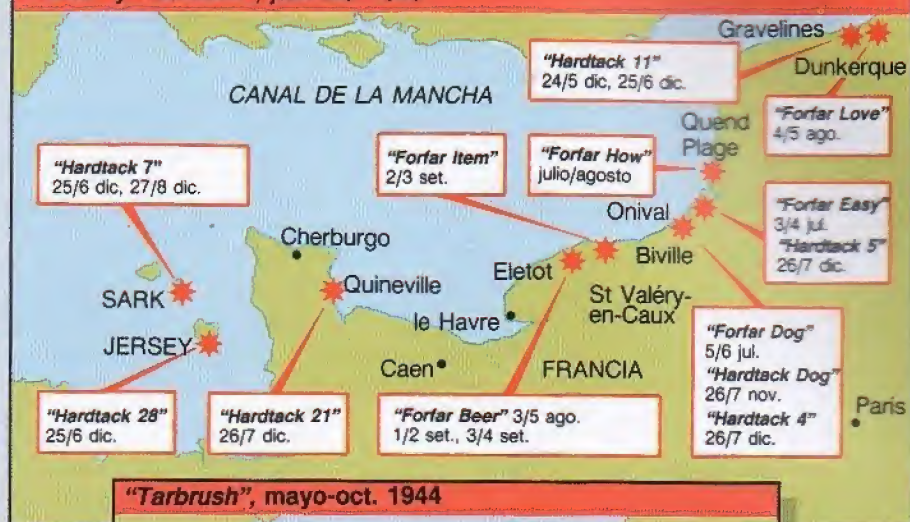 Gravelines
Dunkerque
"Hardtack 11"
24/5 dic, 25/6 dic.
CANAL DE LA MANCHA
"Forfar Love"
4/5 ago.
Quend
Plage
"Hardtack 7"
25/6 dic, 27/8 dic.
"Forfar Item"
2/3 set.
"Forfar How"
julio/agosto
"Forfar Easy"
3/4 jul.
"Hardtack 5"
26/7 dic.
Onival
Cherburgo
Biville
Eletot
Quineville
SARK
St Valéry-
en-Caux
le Havre
JERSEY
"Forfar Dog"
5/6 jul.
"Hardtack Dog"
26/7 nov.
"Hardtack 4"
26/7 dic.
Caen
FRANCIA
Paris
"Hardtack 28"
25/6 dic.
"Hardtack 21"
26/7 dic.
"Forfar Beer" 3/5 ago.
1/2 set., 3/4 set.
"Tarbrush", mayo-oct. 1944